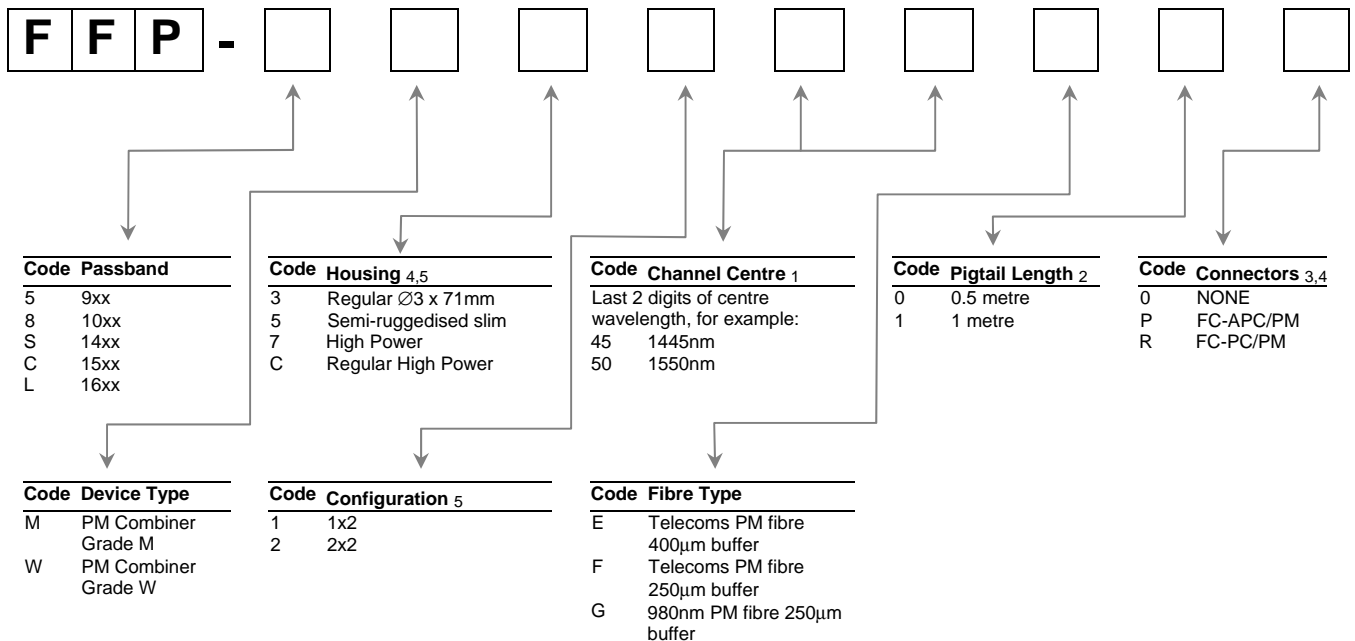 F F P -
Code Passband
5 9xx
8 10xx
S 14xx
C 15xx
L 16xx
Code Housing 4,5
3 Regular ∅3 x 71mm
5 Semi-ruggedised slim
7 High Power
C Regular High Power
Code Channel Centre 1
Last 2 digits of centre
wavelength, for example:
45 1445nm
50 1550nm
Code Pigtail Length 2
0 0.5 metre
1 1 metre
Code Connectors 3,4
0 NONE
P FC-APC/PM
R FC-PC/PM
Code Device Type
M PM Combiner
Grade M
W PM Combiner
Grade W
Code Configuration 5
1 1x2
2 2x2
Code Fibre Type
E Telecoms PM fibre
400μm buffer
F Telecoms PM fibre
250μm buffer
G 980nm PM fibre 250μm
buffer